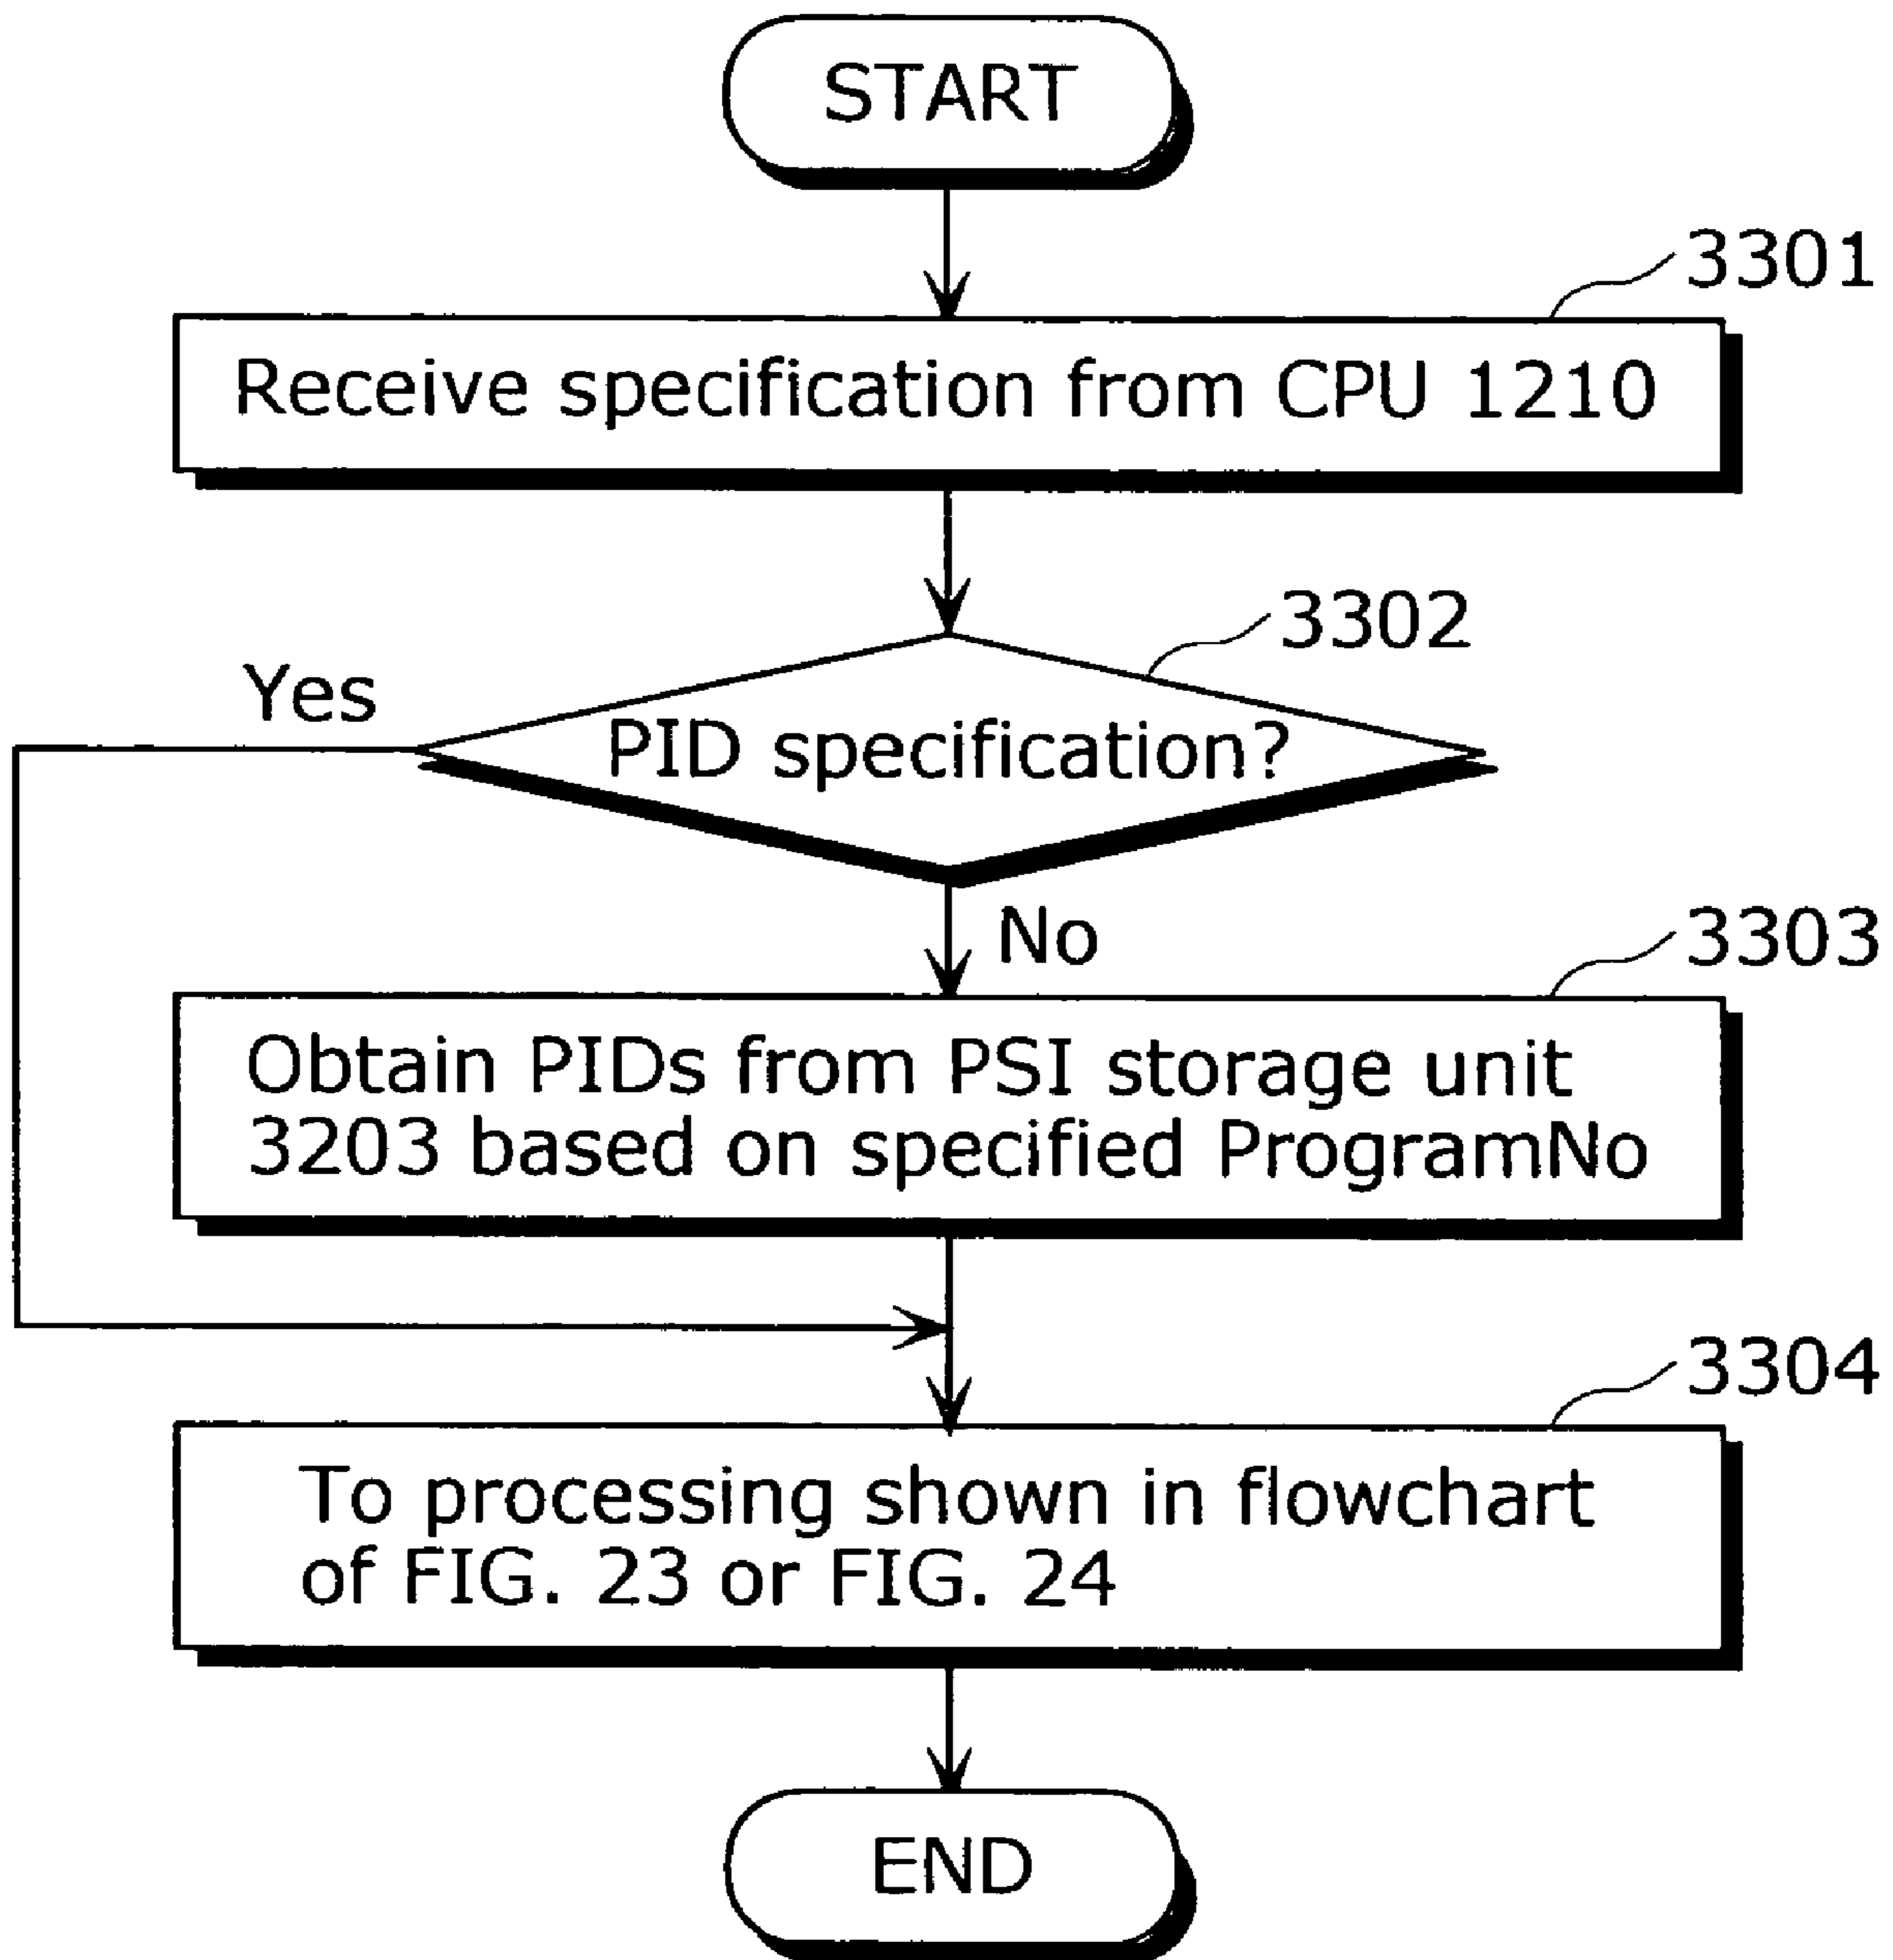 START
3301
Receive specification from CPU 1210
3302
Yes
PID specification?
No
3303
Obtain PIDs from PSI storage unit
3203 based on specified ProgramNo
3304
To processing shown in flowchart
of FIG. 23 or FIG. 24
END